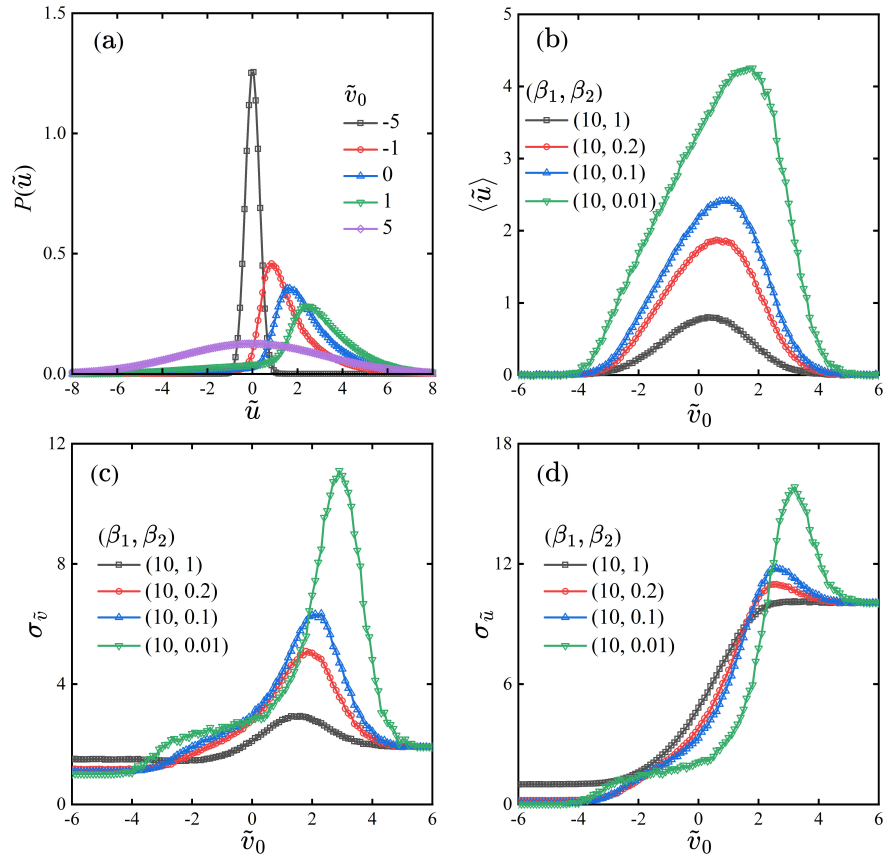 (a)
P(ũ)
1.5
1.0
0.5
0.0
ṽ₀
-5
-1
0
1
5
-8 -6 -4 -2 0 2 4 6 8
ũ
(b)
⟨ũ⟩
5
4
3
2
1
0
(β₁, β₂)
(10, 1)
(10, 0.2)
(10, 0.1)
(10, 0.01)
-6 -4 -2 0 2 4 6
ṽ₀
(c)
σ_ṽ
12
8
4
0
(β₁, β₂)
(10, 1)
(10, 0.2)
(10, 0.1)
(10, 0.01)
-6 -4 -2 0 2 4 6
ṽ₀
(d)
σ_ũ
18
12
6
0
(β₁, β₂)
(10, 1)
(10, 0.2)
(10, 0.1)
(10, 0.01)
-6 -4 -2 0 2 4 6
ṽ₀